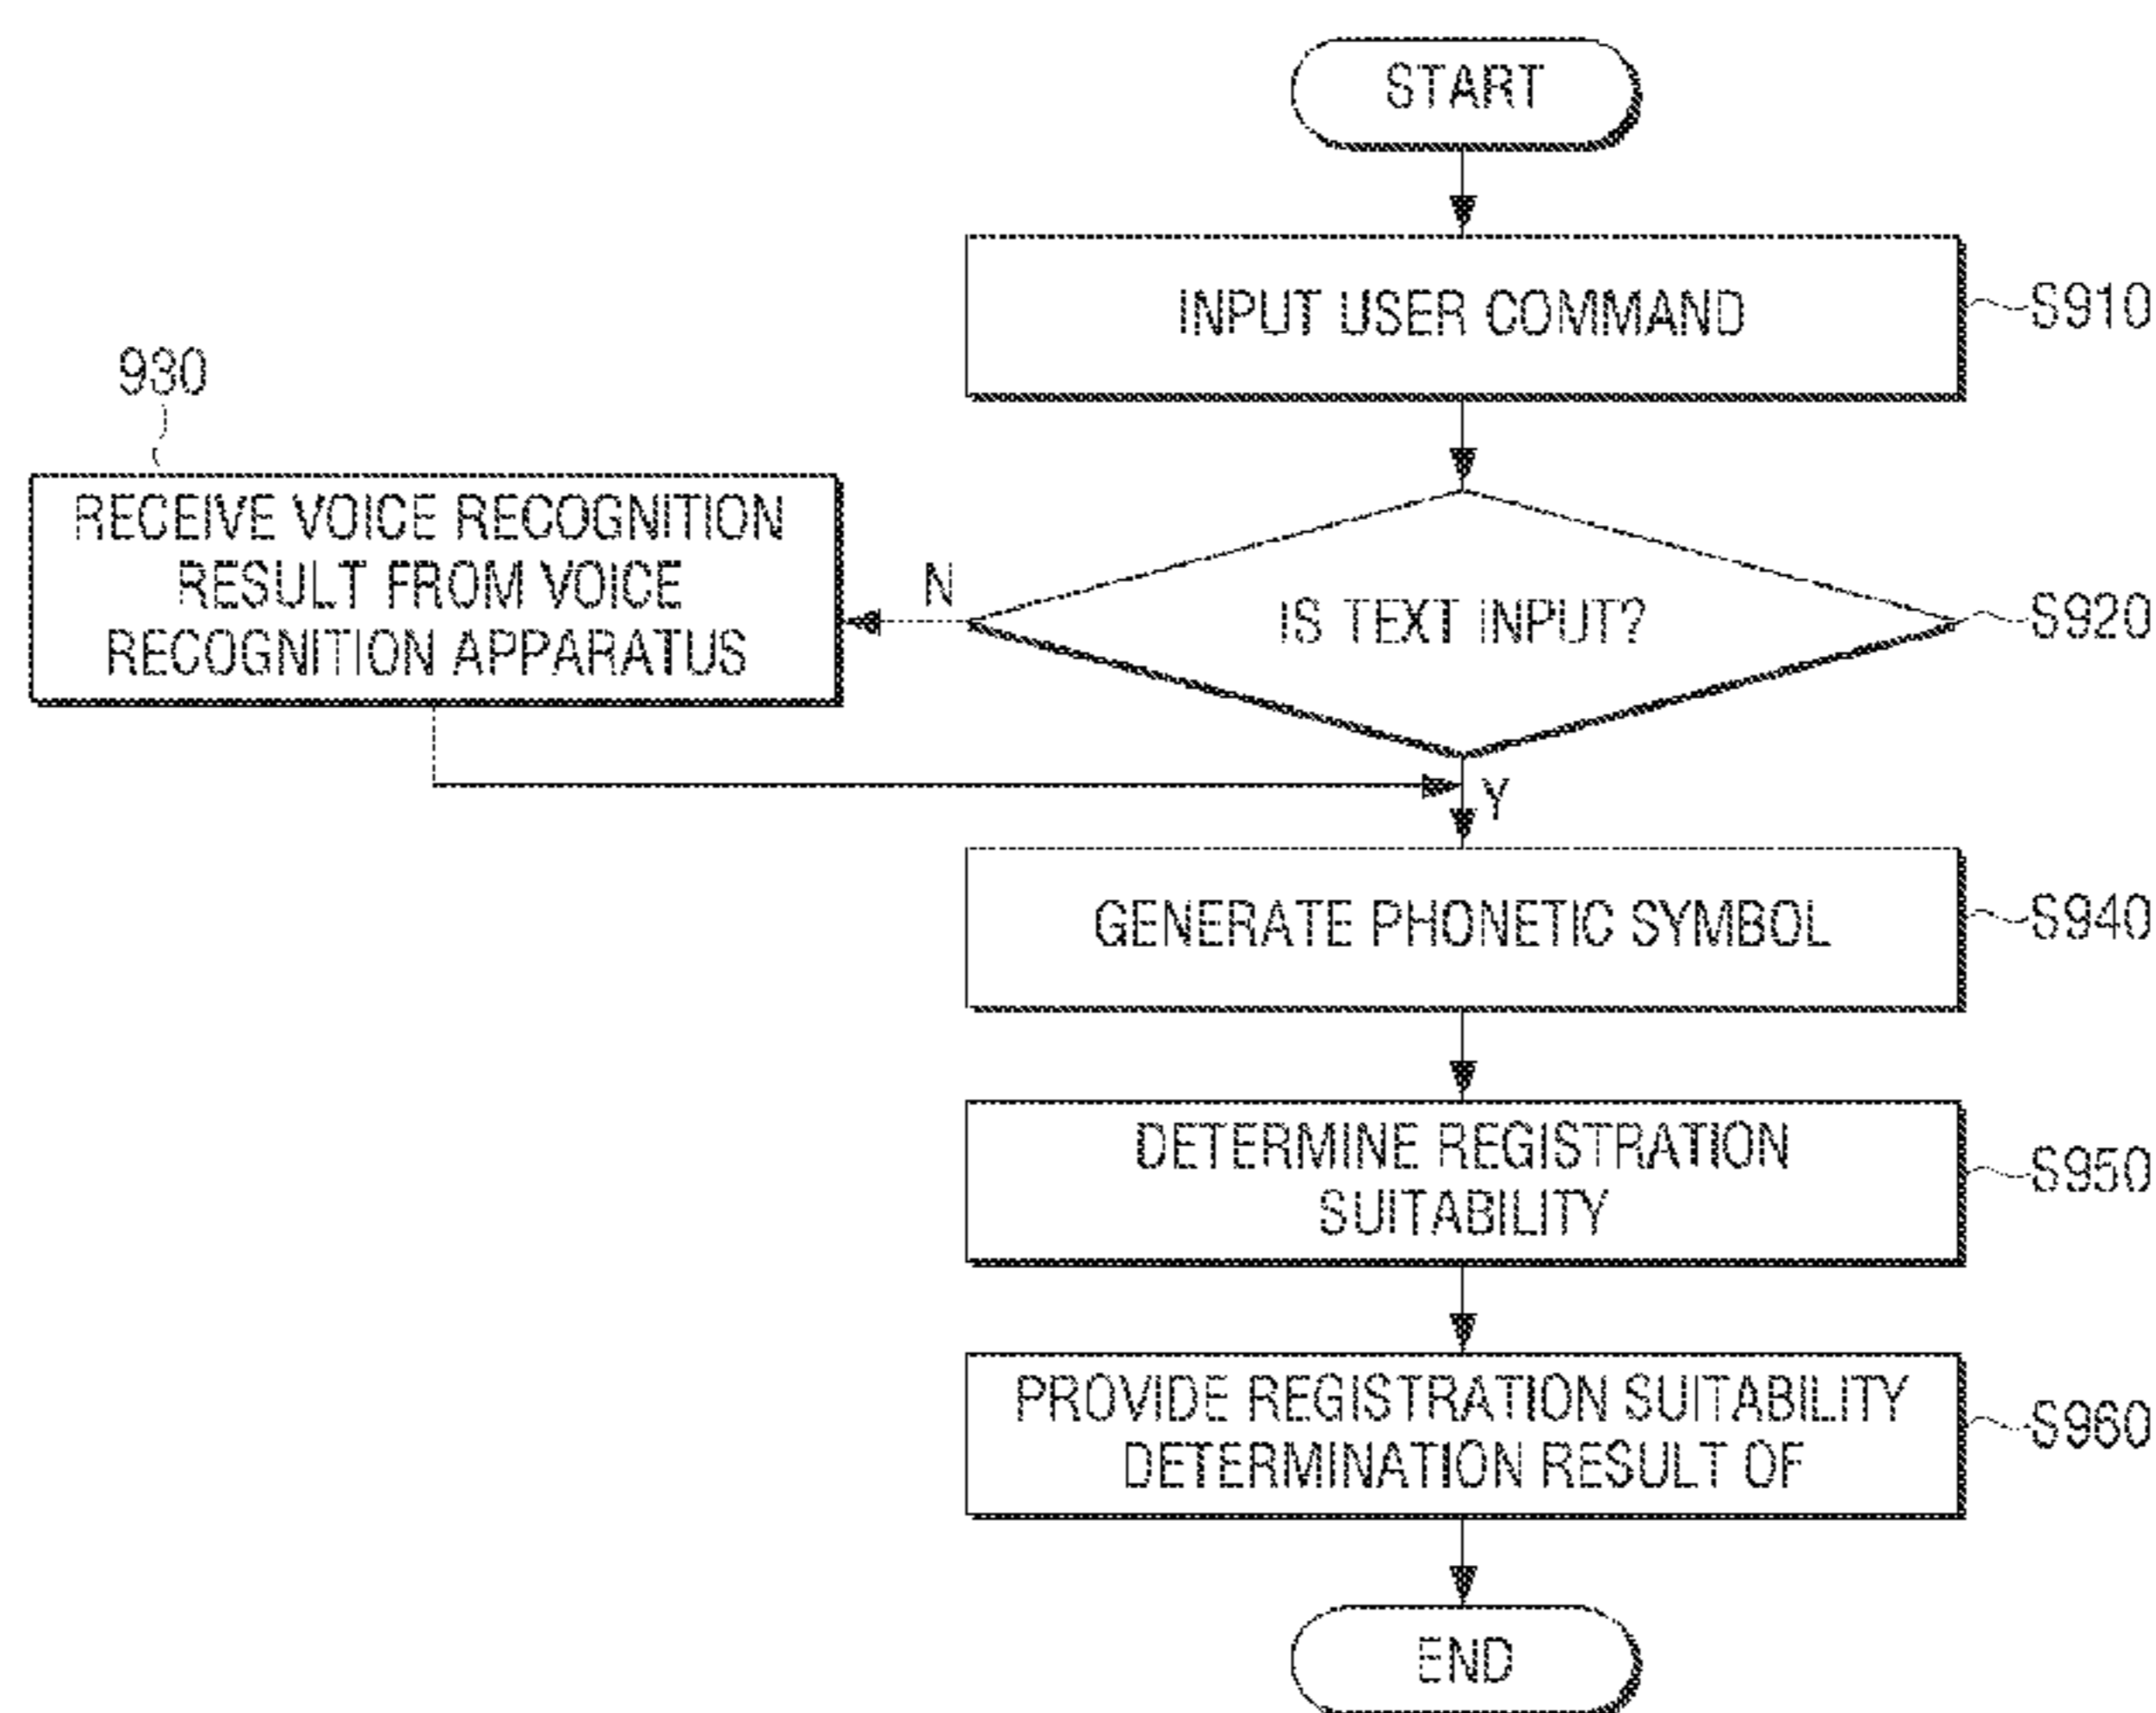 START
INPUT USER COMMAND
S910
930
RECEIVE VOICE RECOGNITION
RESULT FROM VOICE
RECOGNITION APPARATUS
N
IS TEXT INPUT?
S920
Y
GENERATE PHONETIC SYMBOL
S940
DETERMINE REGISTRATION
SUITABILITY
S950
PROVIDE REGISTRATION SUITABILITY
DETERMINATION RESULT OF
S960
END